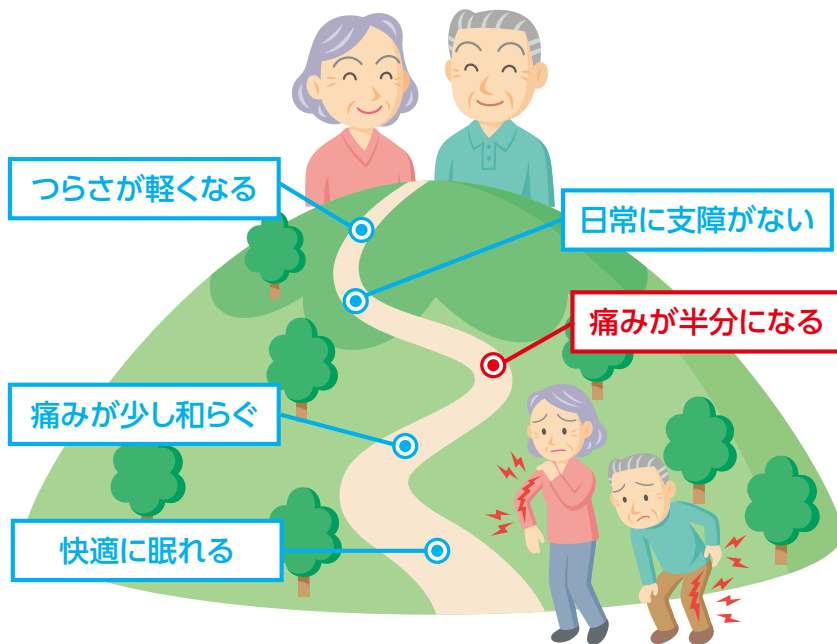 つらさが軽くなる
日常に支障がない
痛みが半分になる
痛みが少し和らぐ
快適に眠れる